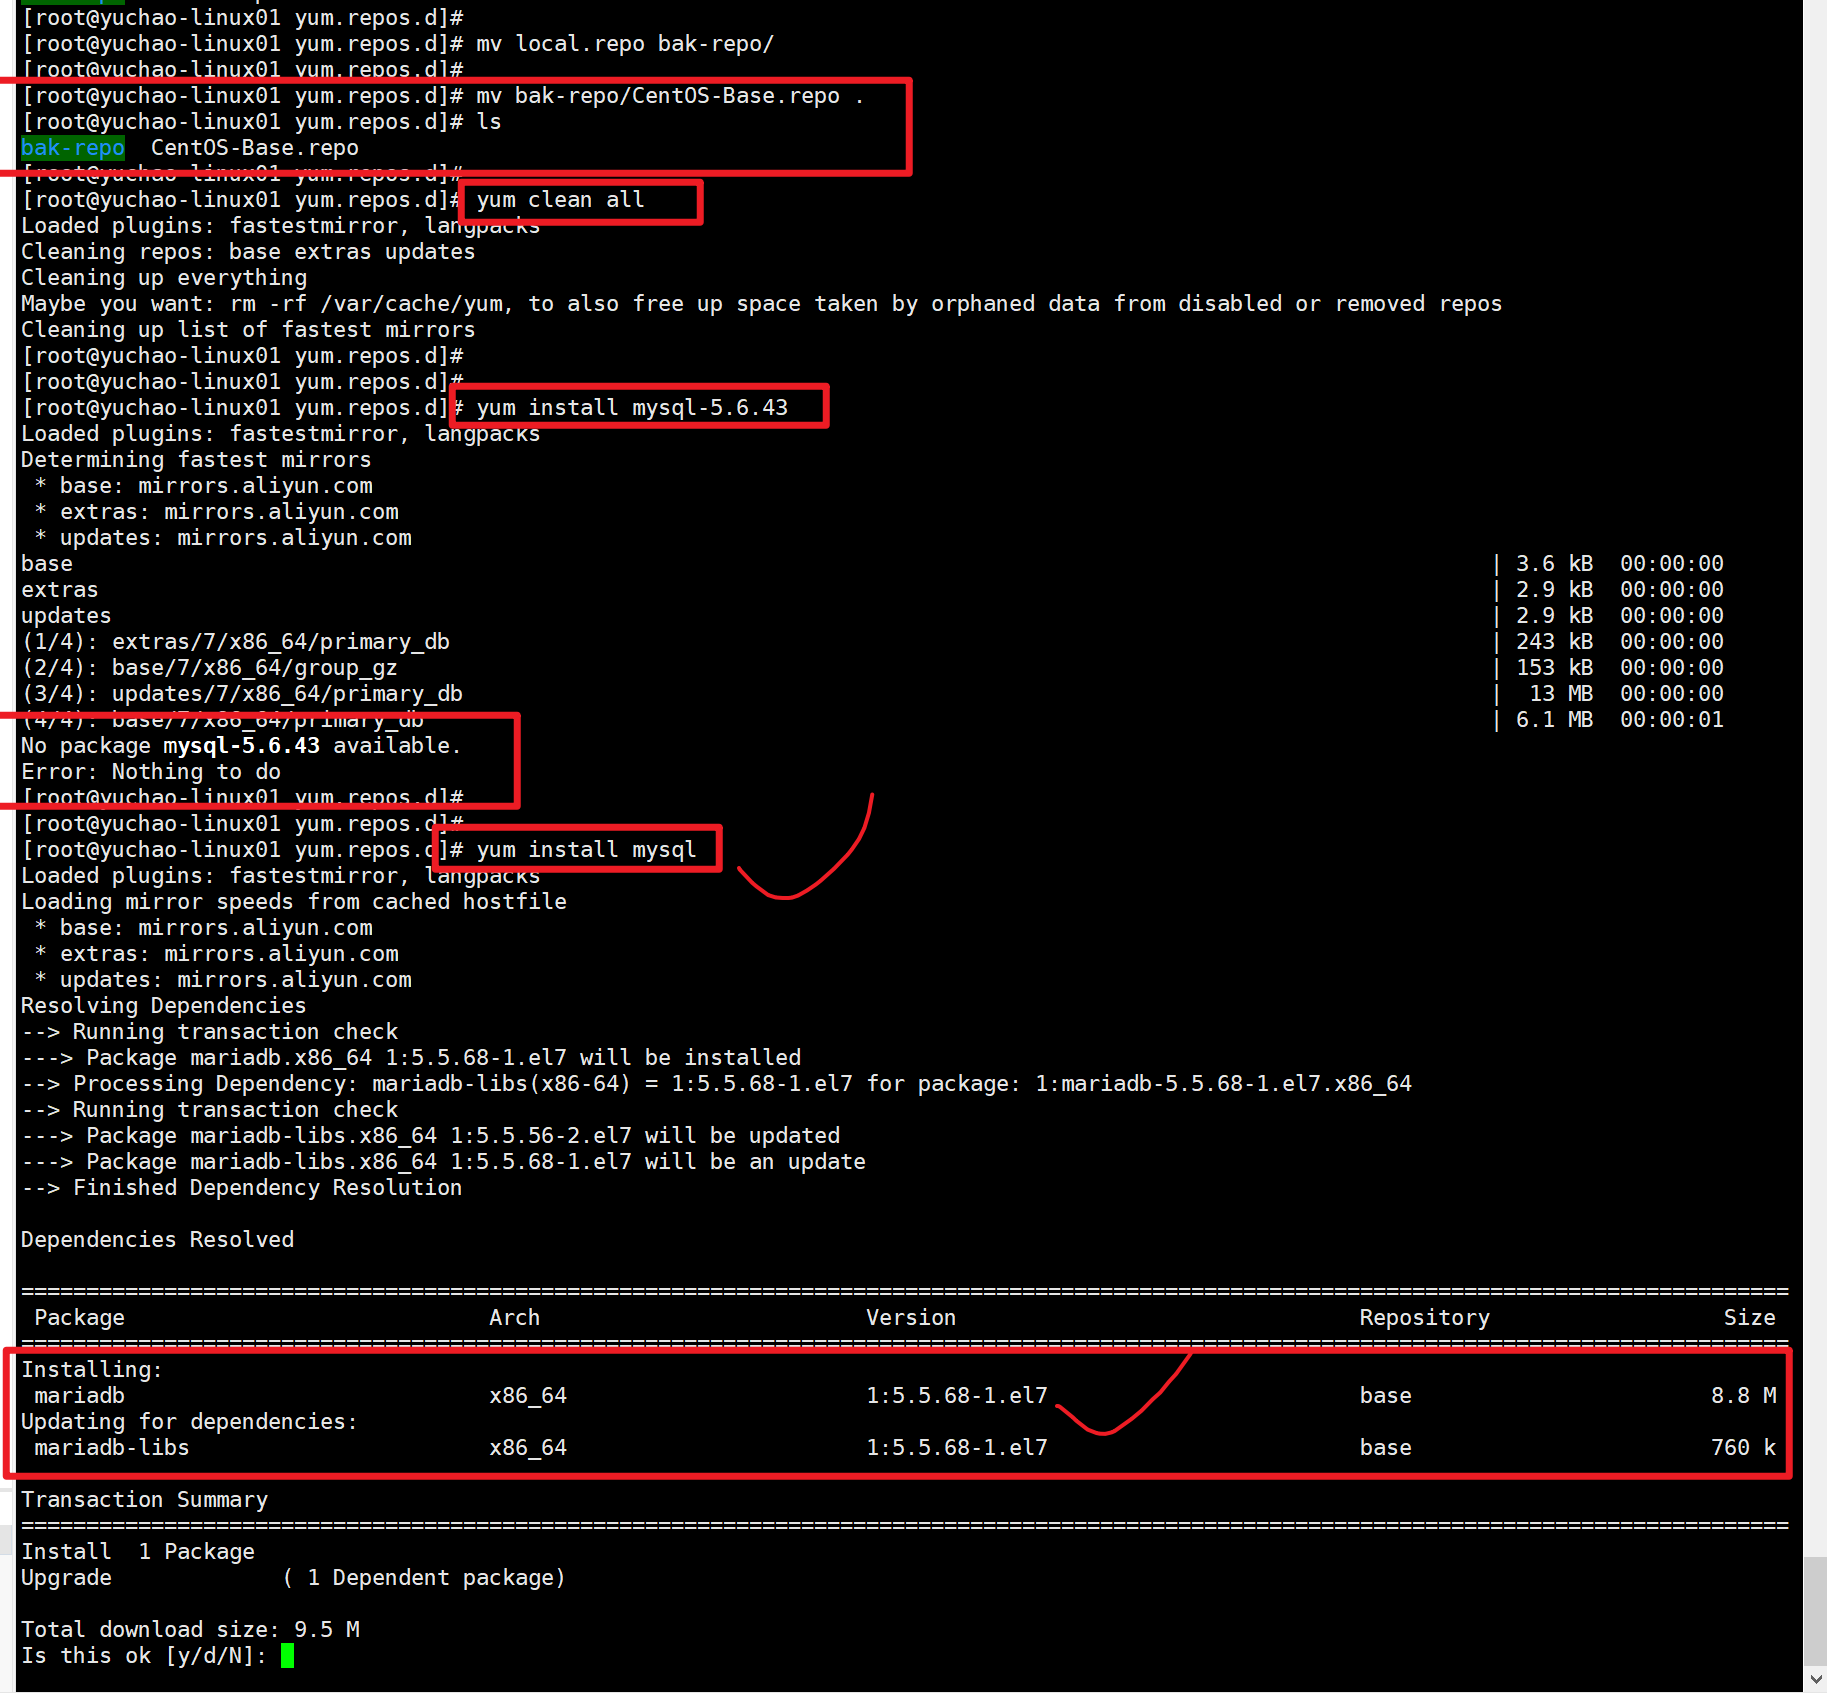 [root@yuchao-linux01 yum.repos.d]#
[root@yuchao-linux01 yum.repos.d]# mv local.repo bak-repo/
[root@yuchao-linux01 yum.repos.d]#
[root@yuchao-linux01 yum.repos.d]# mv bak-repo/CentOS-Base.repo .
[root@yuchao-linux01 yum.repos.d]# ls
bak-repo  CentOS-Base.repo
[root@yuchao-linux01 yum.repos.d]#
[root@yuchao-linux01 yum.repos.d]# yum clean all
Loaded plugins: fastestmirror, langpacks
Cleaning repos: base extras updates
Cleaning up everything
Maybe you want: rm -rf /var/cache/yum, to also free up space taken by orphaned data from disabled or removed repos
Cleaning up list of fastest mirrors
[root@yuchao-linux01 yum.repos.d]#
[root@yuchao-linux01 yum.repos.d]#
[root@yuchao-linux01 yum.repos.d]# yum install mysql-5.6.43
Loaded plugins: fastestmirror, langpacks
Determining fastest mirrors
 * base: mirrors.aliyun.com
 * extras: mirrors.aliyun.com
 * updates: mirrors.aliyun.com
base | 3.6 kB  00:00:00
extras | 2.9 kB  00:00:00
updates | 2.9 kB  00:00:00
(1/4): extras/7/x86_64/primary_db | 243 kB  00:00:00
(2/4): base/7/x86_64/group_gz | 153 kB  00:00:00
(3/4): updates/7/x86_64/primary_db |  13 MB  00:00:00
(4/4): base/7/x86_64/primary_db | 6.1 MB  00:00:01
No package mysql-5.6.43 available.
Error: Nothing to do
[root@yuchao-linux01 yum.repos.d]#
[root@yuchao-linux01 yum.repos.d]#
[root@yuchao-linux01 yum.repos.d]# yum install mysql
Loaded plugins: fastestmirror, langpacks
Loading mirror speeds from cached hostfile
 * base: mirrors.aliyun.com
 * extras: mirrors.aliyun.com
 * updates: mirrors.aliyun.com
Resolving Dependencies
--> Running transaction check
---> Package mariadb.x86_64 1:5.5.68-1.el7 will be installed
--> Processing Dependency: mariadb-libs(x86-64) = 1:5.5.68-1.el7 for package: 1:mariadb-5.5.68-1.el7.x86_64
--> Running transaction check
---> Package mariadb-libs.x86_64 1:5.5.56-2.el7 will be updated
---> Package mariadb-libs.x86_64 1:5.5.68-1.el7 will be an update
--> Finished Dependency Resolution
Dependencies Resolved
================================================================================
 Package  Arch  Version  Repository  Size
================================================================================
Installing:
 mariadb  x86_64  1:5.5.68-1.el7  base  8.8 M
Updating for dependencies:
 mariadb-libs  x86_64  1:5.5.68-1.el7  base  760 k
Transaction Summary
================================================================================
Install  1 Package
Upgrade             ( 1 Dependent package)
Total download size: 9.5 M
Is this ok [y/d/N]: